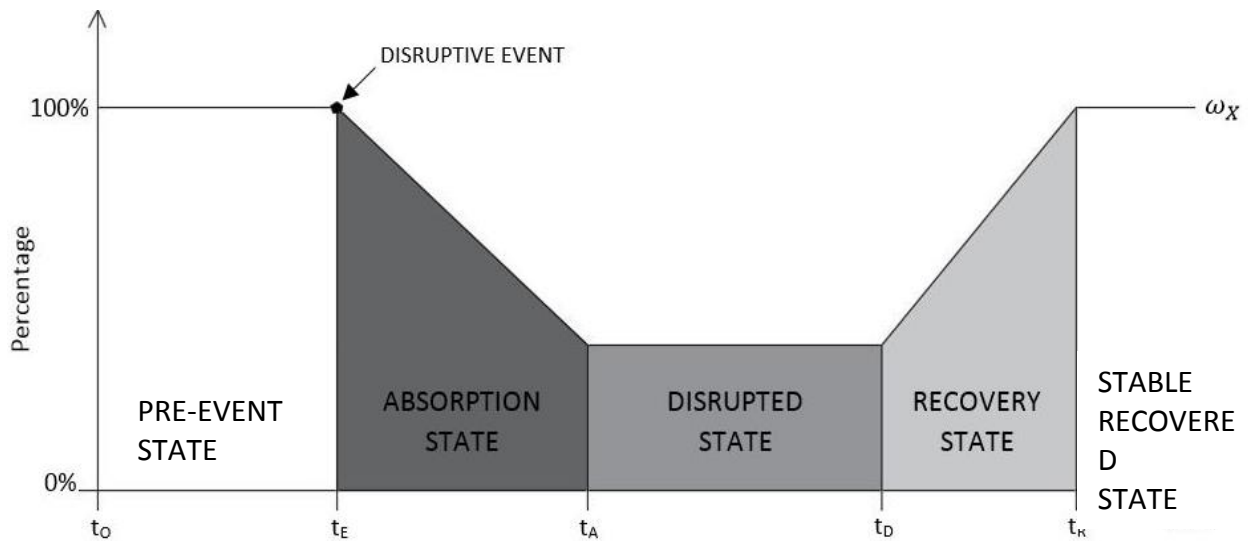 DISRUPTIVE EVENT
100%
ω_X
Percentage
PRE-EVENT
STATE
ABSORPTION
STATE
DISRUPTED
STATE
RECOVERY
STATE
STABLE
RECOVERE
D
STATE
0%
t_O
t_E
t_A
t_D
t_R